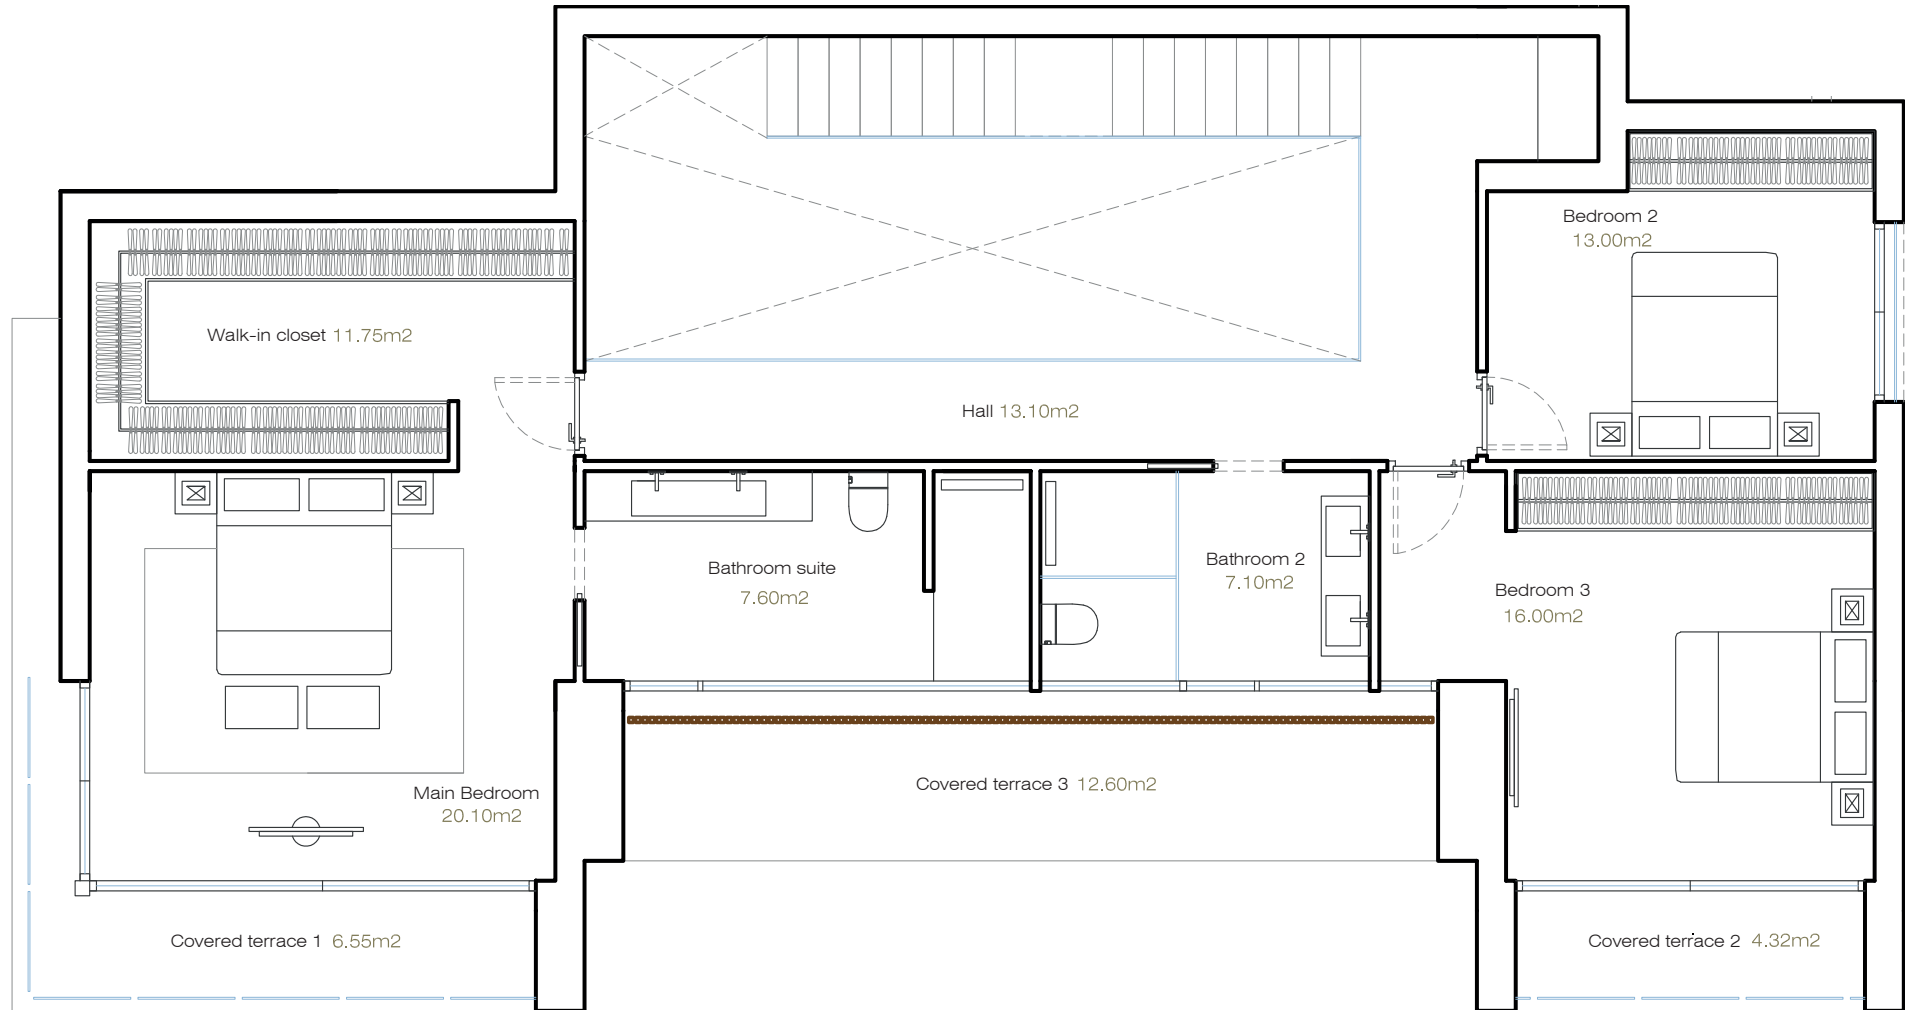 Bedroom 2
13.00m2
Walk-in closet 11.75m2
Hall 13.10m2
Bathroom suite
7.60m2
Bathroom 2
7.10m2
Bedroom 3
16.00m2
Main Bedroom
20.10m2
Covered terrace 3 12.60m2
Covered terrace 1 6.55m2
Covered terrace 2 4.32m2